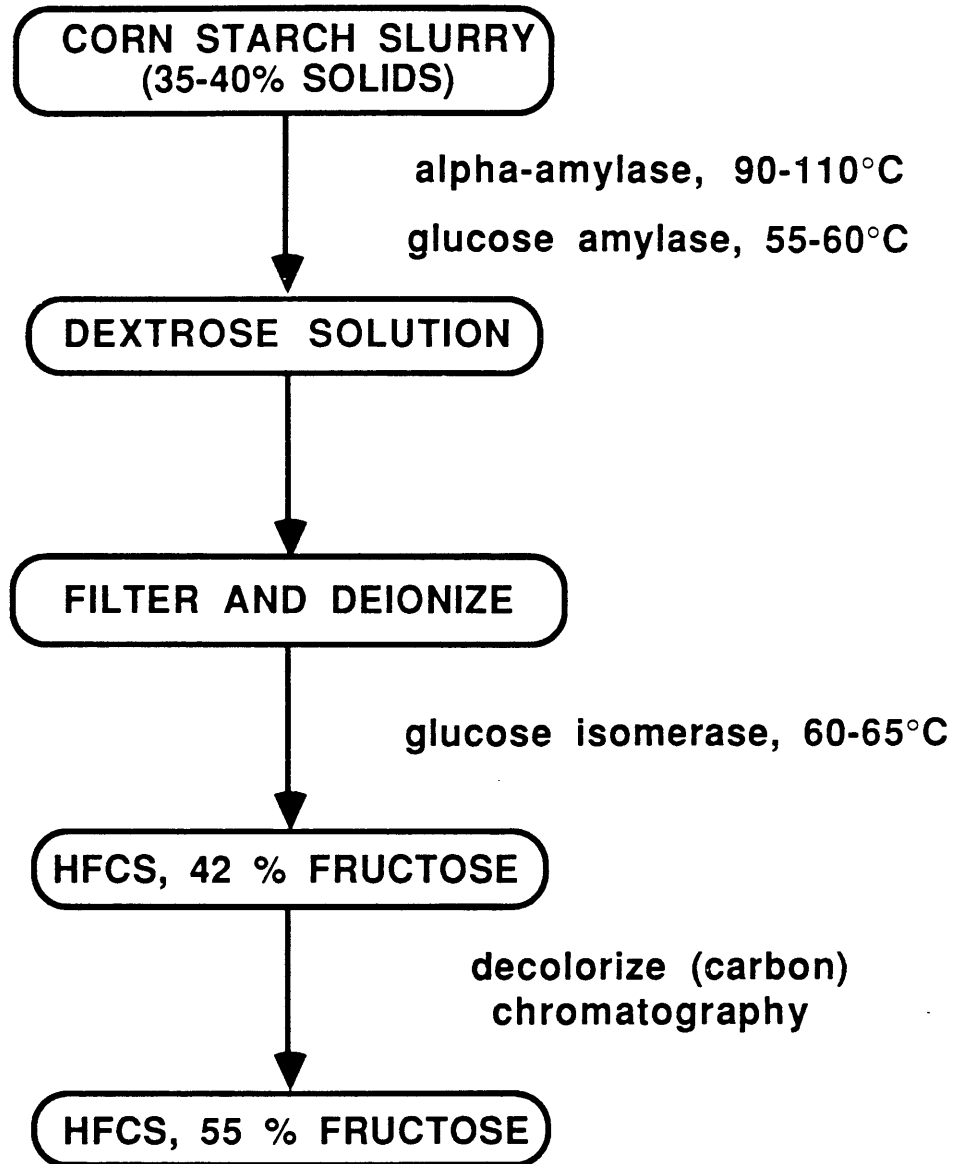 CORN STARCH SLURRY
(35-40% SOLIDS)
alpha-amylase, 90-110°C
glucose amylase, 55-60°C
DEXTROSE SOLUTION
FILTER AND DEIONIZE
glucose isomerase, 60-65°C
HFCS, 42 % FRUCTOSE
decolorize (carbon)
chromatography
HFCS, 55 % FRUCTOSE